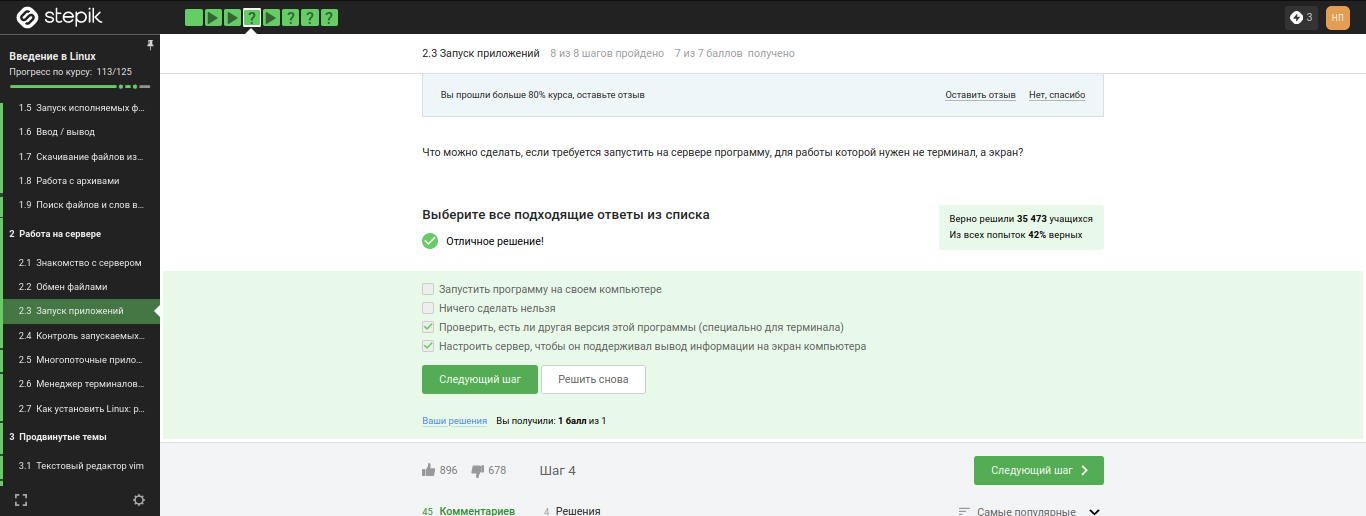 stepik
?
?
?
?
3
НП
Введение в Linux
Прогресс по курсу: 113/125
1.5 Запуск исполняемых ф...
1.6 Ввод / вывод
1.7 Скачивание файлов из...
1.8 Работа с архивами
1.9 Поиск файлов и слов в...
2 Работа на сервере
2.1 Знакомство с сервером
2.2 Обмен файлами
2.3 Запуск приложений
2.4 Контроль запускаемых...
2.5 Многопоточные прило...
2.6 Менеджер терминалов...
2.7 Как установить Linux: р...
3 Продвинутые темы
3.1 Текстовый редактор vim
2.3 Запуск приложений 8 из 8 шагов пройдено 7 из 7 баллов получено
Вы прошли больше 80% курса, оставьте отзыв
Оставить отзыв Нет, спасибо
Что можно сделать, если требуется запустить на сервере программу, для работы которой нужен не терминал, а экран?
Выберите все подходящие ответы из списка
Верно решили 35 473 учащихся
Из всех попыток 42% верных
Отличное решение!
Запустить программу на своем компьютере
Ничего сделать нельзя
Проверить, есть ли другая версия этой программы (специально для терминала)
Настроить сервер, чтобы он поддерживал вывод информации на экран компьютера
Следующий шаг
Решить снова
Ваши решения Вы получили: 1 балл из 1
896 678 Шаг 4
Следующий шаг
45 Комментариев 4 Решения
Самые популярные